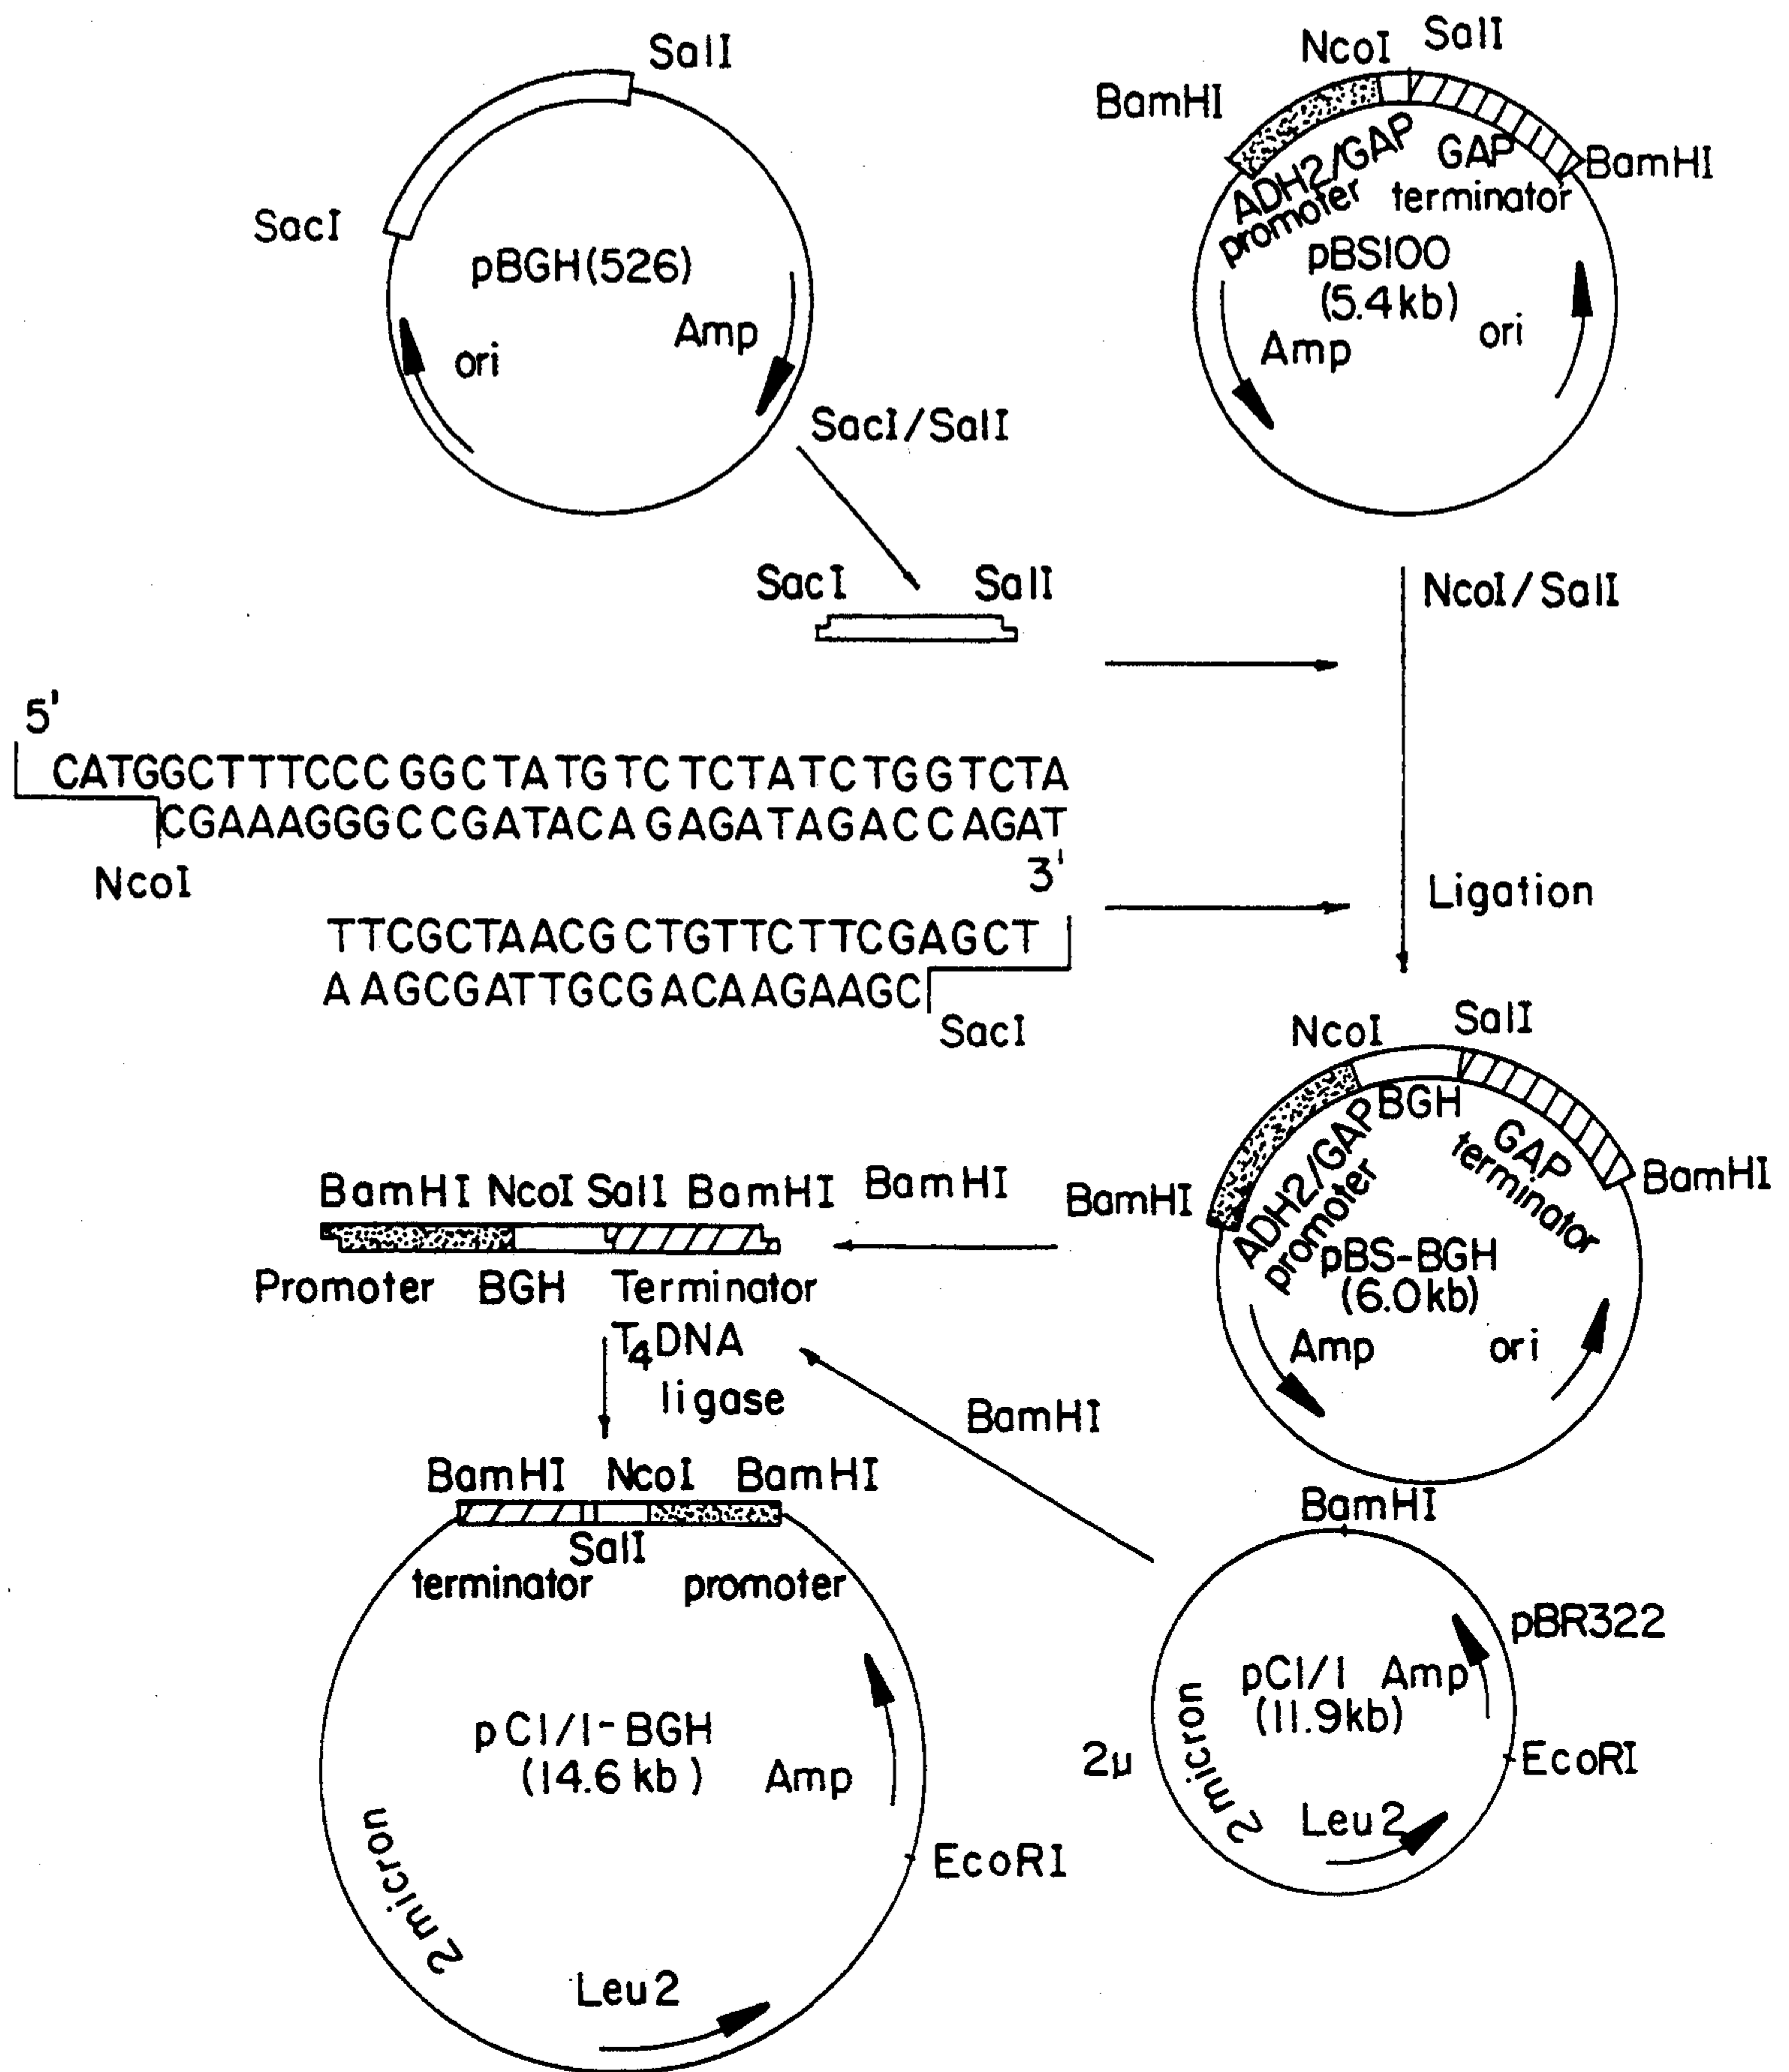 SalI
SacI
pBGH(526)
Amp
ori
SacI/SalI
NcoI SalI
BamHI
BamHI
ADH2/GAP
promoter
GAP
terminator
pBS100
(5.4kb)
Amp
ori
SacI SalI
NcoI/SalI
5'
CATGGCTTTCCCGGCTATGTCTCTATCTGGTCTA
CGAAAGGGCCGATACAGAGATAGACCAGAT
NcoI
3'
TTCGCTAACGCTGTTCTTCGAGCT
AAGCGATTGCGACAAGAAGC
SacI
Ligation
NcoI SalI
BamHI
BamHI
ADH2/GAP
promoter
BGH
GAP
terminator
pBS-BGH
(6.0kb)
Amp
ori
BamHI
BamHI NcoI SalI BamHI
Promoter BGH Terminator
T4 DNA
ligase
BamHI
BamHI NcoI BamHI
SalI
terminator promoter
pC1/1-BGH
(14.6 kb)
Amp
EcoRI
2 micron
Leu2
BamHI
pBR322
pC1/1 Amp
(11.9kb)
2μ
2 micron
EcoRI
Leu2